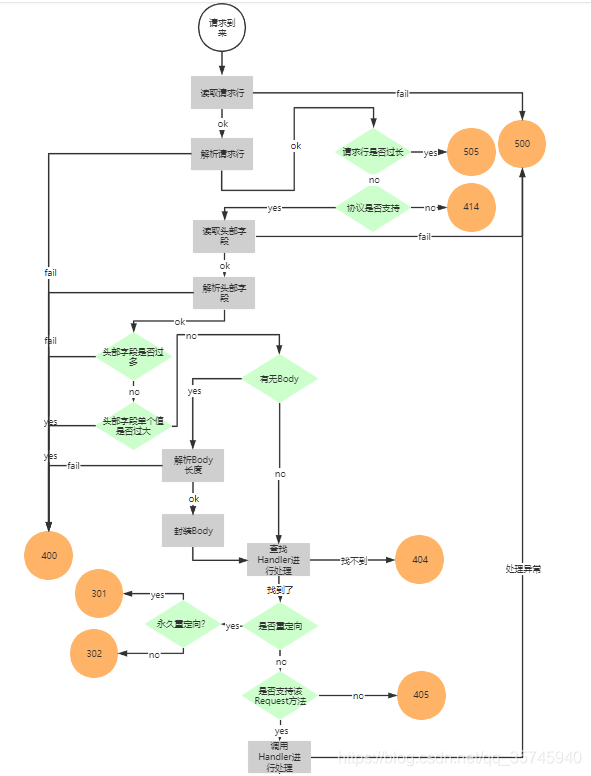 请求到
来
读取请求行
fail
ok
解析请求行
ok
请求行是否过长
yes
505
500
no
yes
协议是否支持
no
414
读取头部字
段
fail
ok
fail
解析头部字
段
ok
no
fail
头部字段是否过
多
有无Body
no
yes
yes
头部字段单个值
是否过大
yes
fail
解析Body
长度
no
ok
封装Body
400
查找
Handler进
行处理
找不到
404
处理异常
找到了
301
yes
永久重定向?
yes
是否重定向
302
no
no
是否支持该
Request方法
no
405
yes
调用
Handler进
行处理
https://blog.csdn.net/qq_35745940